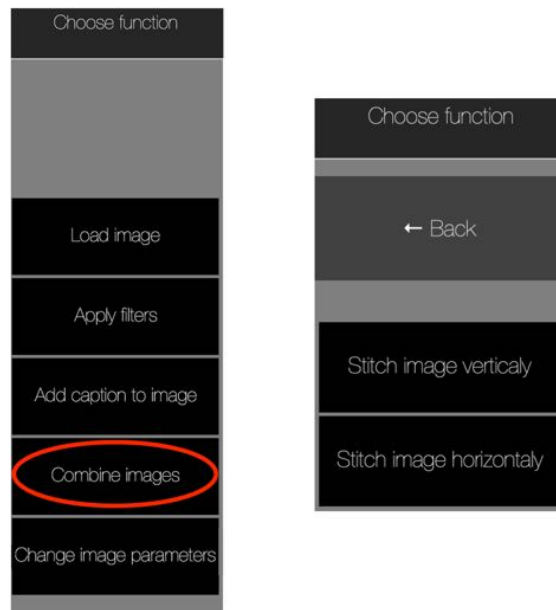 Choose function
Load image
Apply filters
Add caption to image
Combine images
Change image parameters
Choose function
← Back
Stitch image verticaly
Stitch image horizontaly